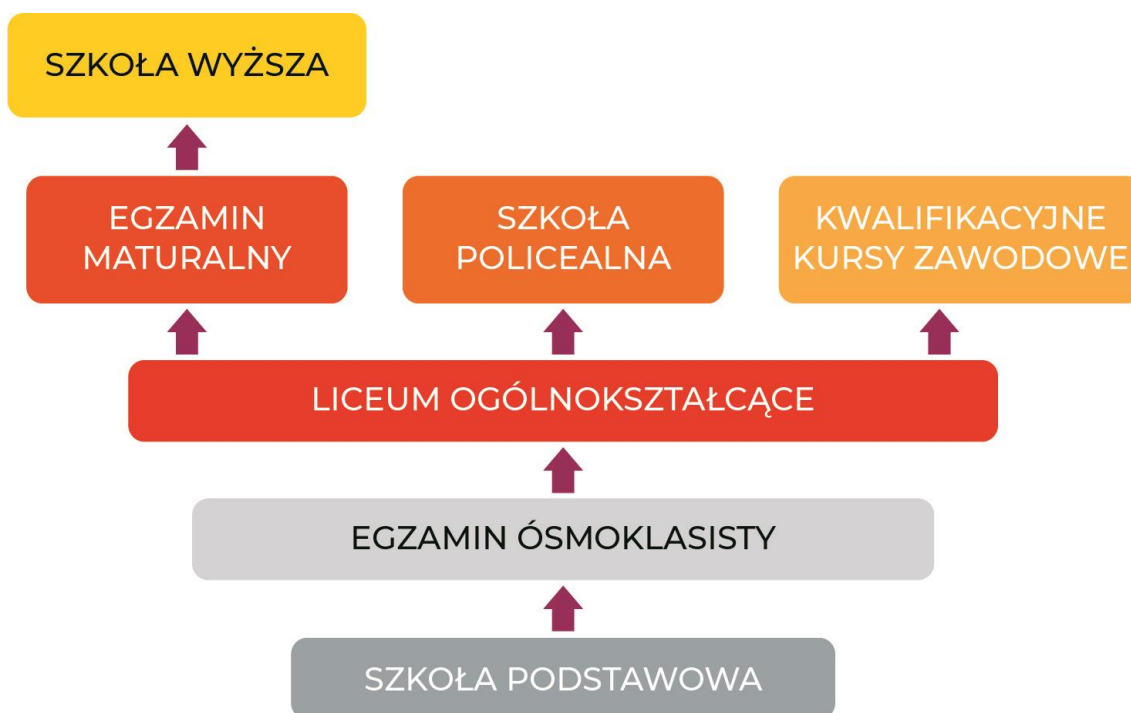 SZKOŁA WYŻSZA
EGZAMIN
MATURALNY
SZKOŁA
POLICEALNA
KWALIFIKACYJNE
KURSY ZAWODOWE
LICEUM OGÓLNOKSZTAŁCĄCE
EGZAMIN ÓSMOKLASISTY
SZKOŁA PODSTAWOWA